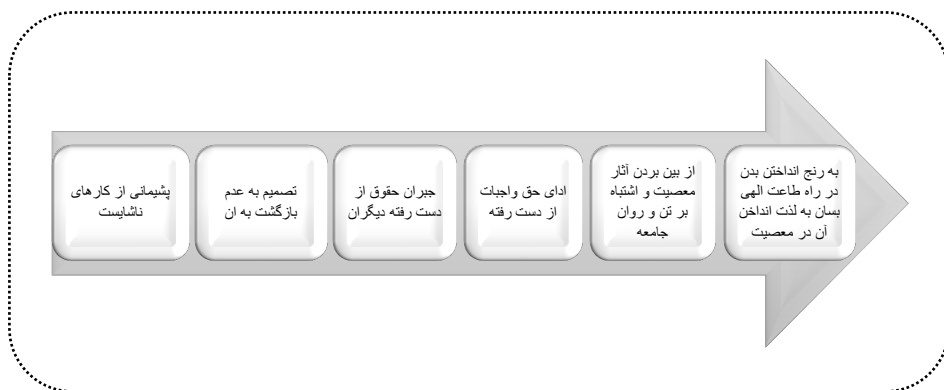 پشیمانی از کارهای
ناشایست
تصمیم به عدم
بازگشت به ان
جبران حقوق از
دست رفته دیگران
ادای حق واجبات
از دست رفته
از بین بردن آثار
معصیت و اشتباه
بر تن و روان
جامعه
به رنج انداختن بدن
در راه طاعت الهی
بسان به لذت انداخن
آن در معصیت